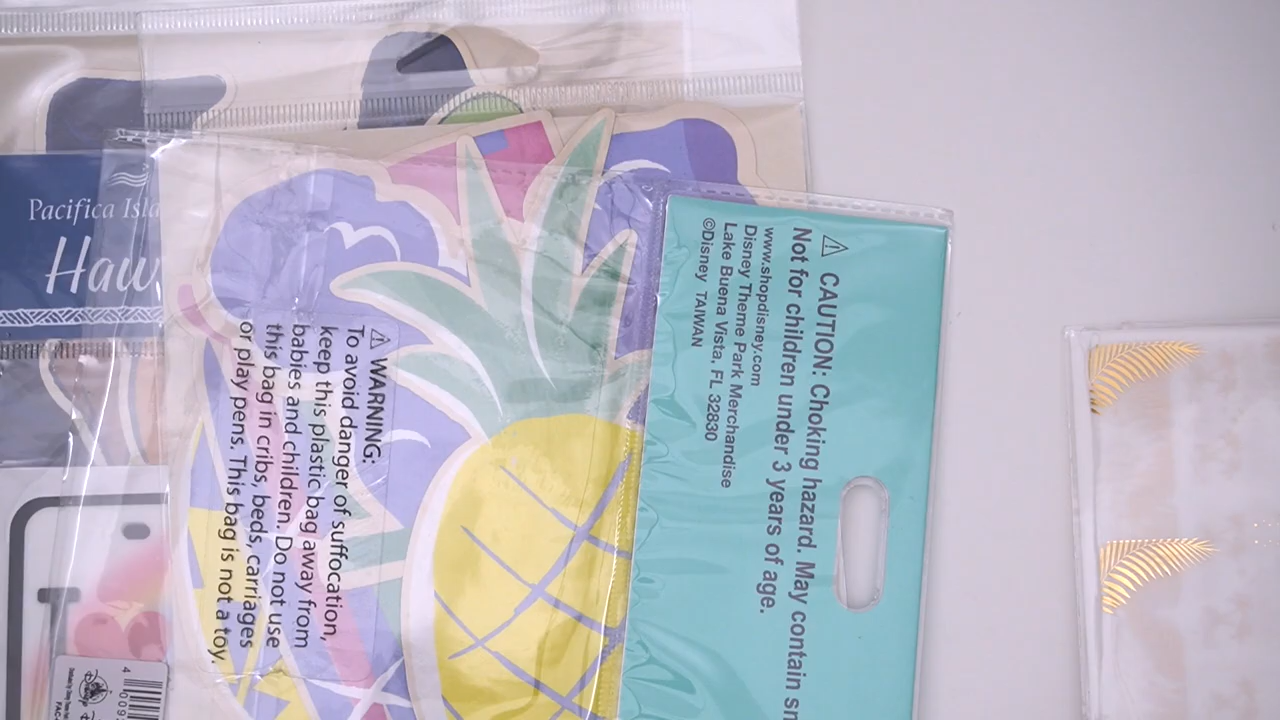 Pacifica Isla
Haw
⚠ WARNING:
To avoid danger of suffocation,
keep this plastic bag away from
babies and children. Do not use
this bag in cribs, beds, carriages
or play pens. This bag is not a toy.
⚠ CAUTION: Choking hazard. May contain sm
Not for children under 3 years of age.
www.shopdisney.com
Disney Theme Park Merchandise
Lake Buena Vista, FL 32830
©Disney TAIWAN